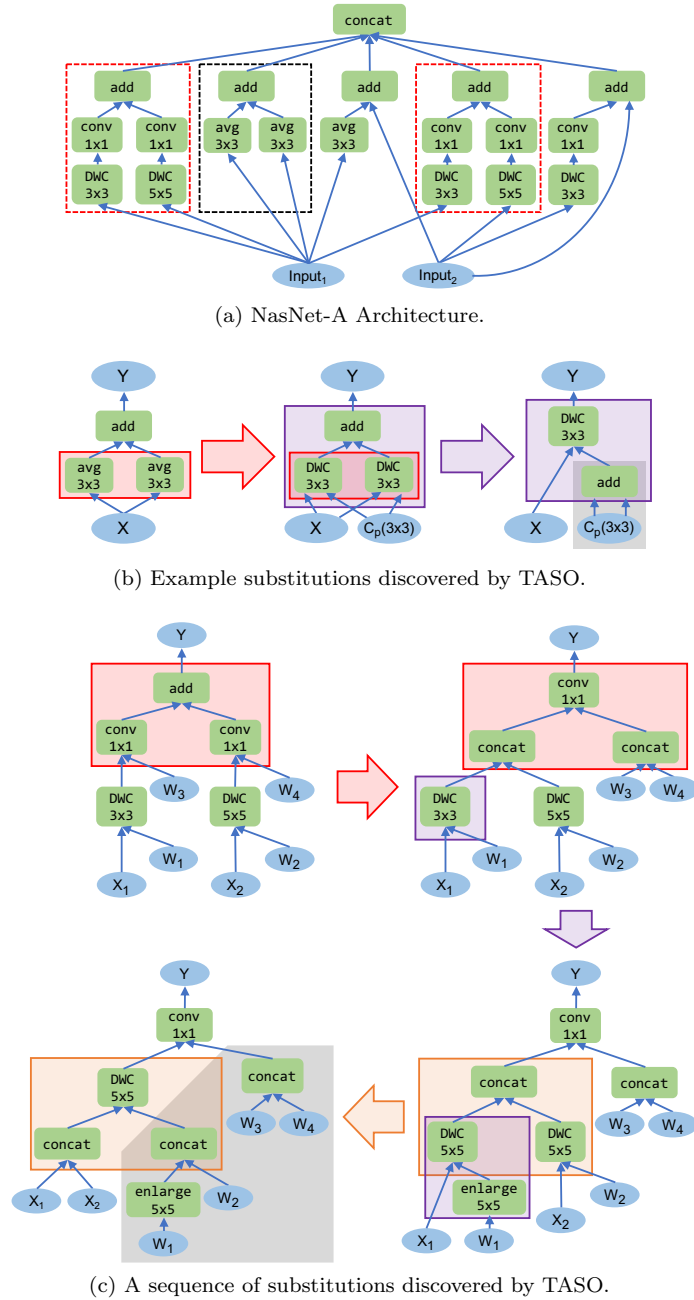 concat
add add add add add
conv 1x1 conv 1x1 avg 3x3 avg 3x3 avg 3x3 conv 1x1 conv 1x1 conv 1x1
DWC 3x3 DWC 5x5 DWC 3x3 DWC 5x5 DWC 3x3
Input1 Input2
(a) NasNet-A Architecture.
Y Y Y
add add DWC 3x3
avg 3x3 avg 3x3 DWC 3x3 DWC 3x3 add
X X Cp(3x3) X Cp(3x3)
(b) Example substitutions discovered by TASO.
Y
add
conv 1x1 conv 1x1
W3 W4
DWC 3x3 DWC 5x5
W1 W2
X1 X2
Y
conv 1x1
concat concat
W3 W4
DWC 3x3 DWC 5x5
W1 W2
X1 X2
Y
conv 1x1
DWC 5x5 concat
W3 W4
concat concat
X1 X2 enlarge 5x5 W2
W1
Y
conv 1x1
concat concat
W3 W4
DWC 5x5 DWC 5x5
enlarge 5x5 W2
X1 W1 X2
(c) A sequence of substitutions discovered by TASO.